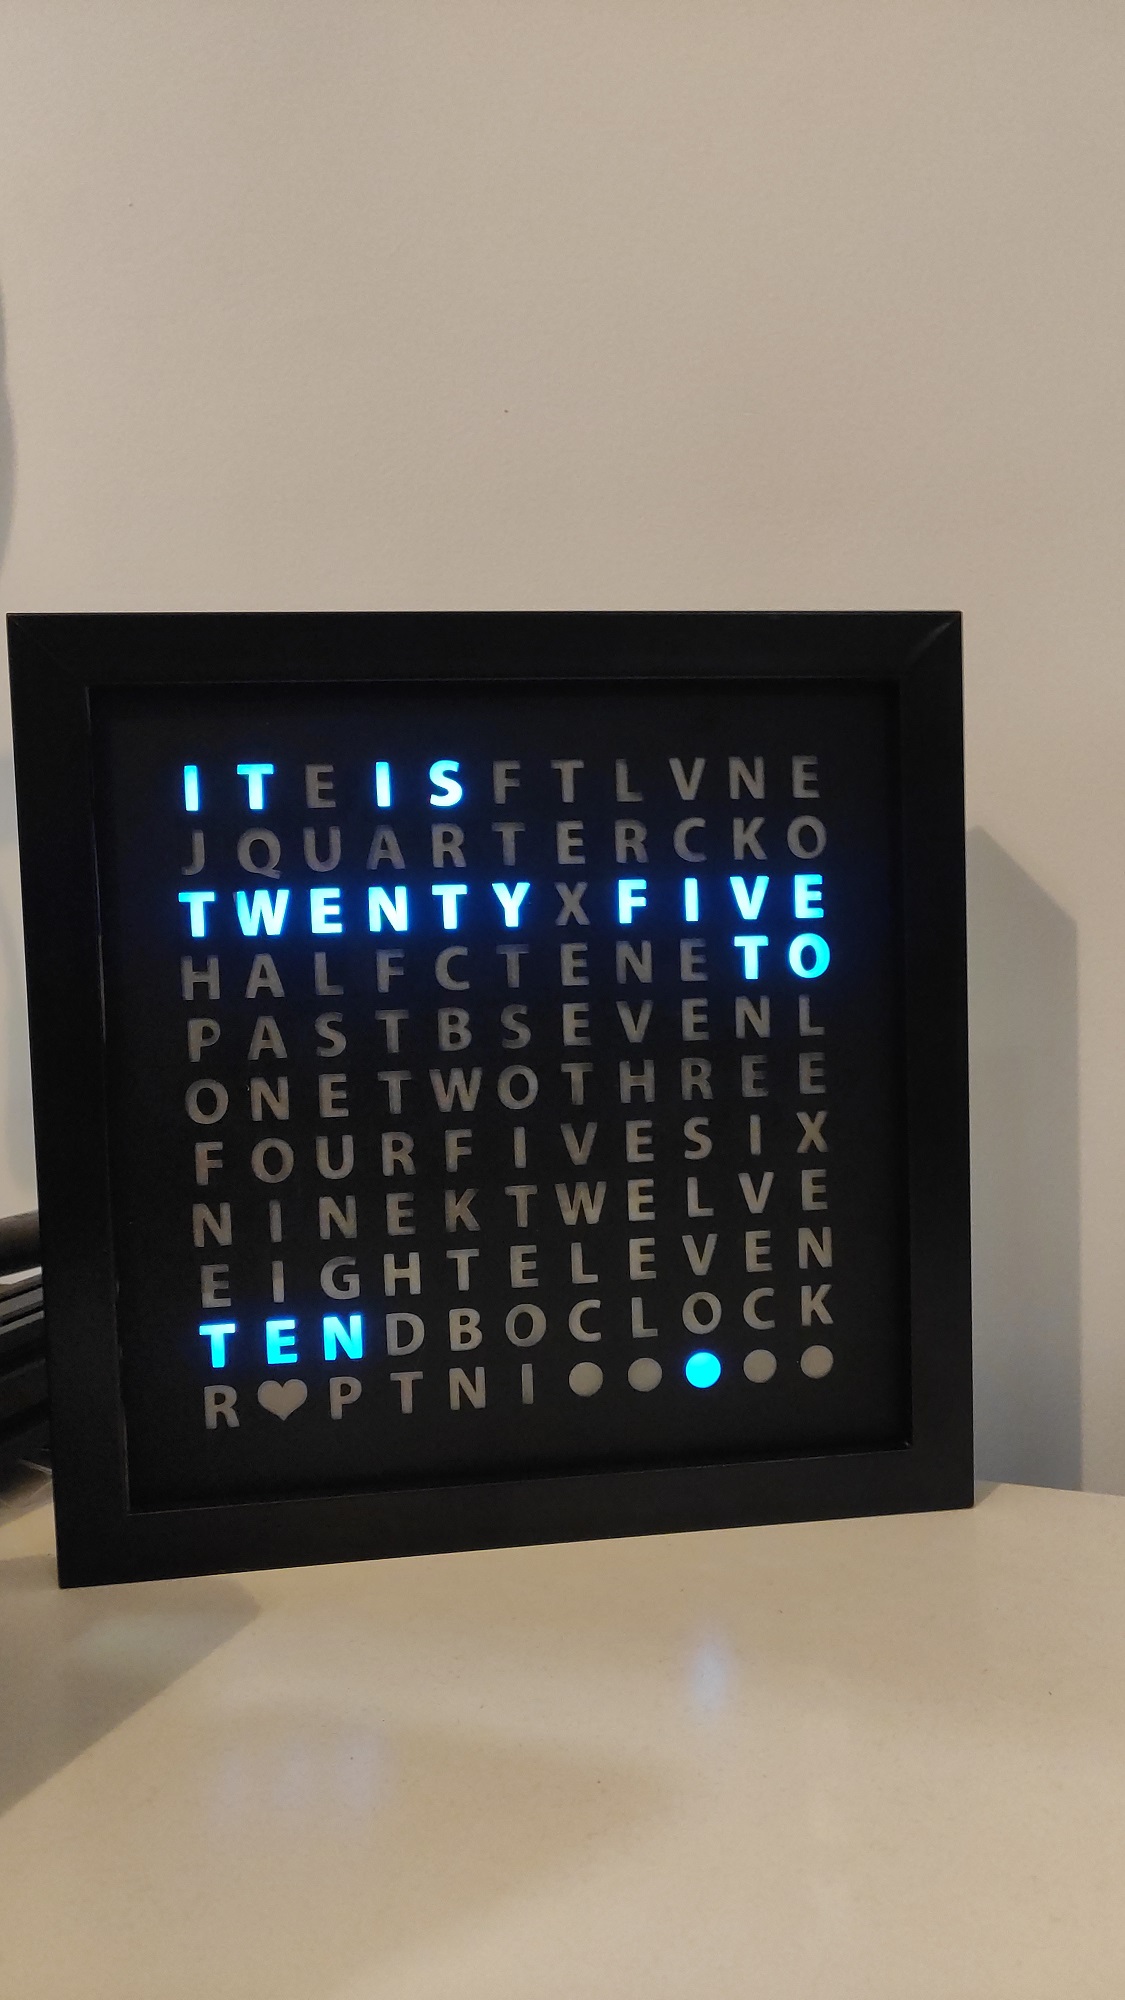 ITEISFTLVNE
JQUARTERCKO
TWENTYXFIVE
HALFCTENETO
PASTBSEVENL
ONETWOTHREE
FOURFIVESIX
NINEKTWELVE
EIGHTELEVEN
TENDBOCLOCK
R♥PTNI●●●●●